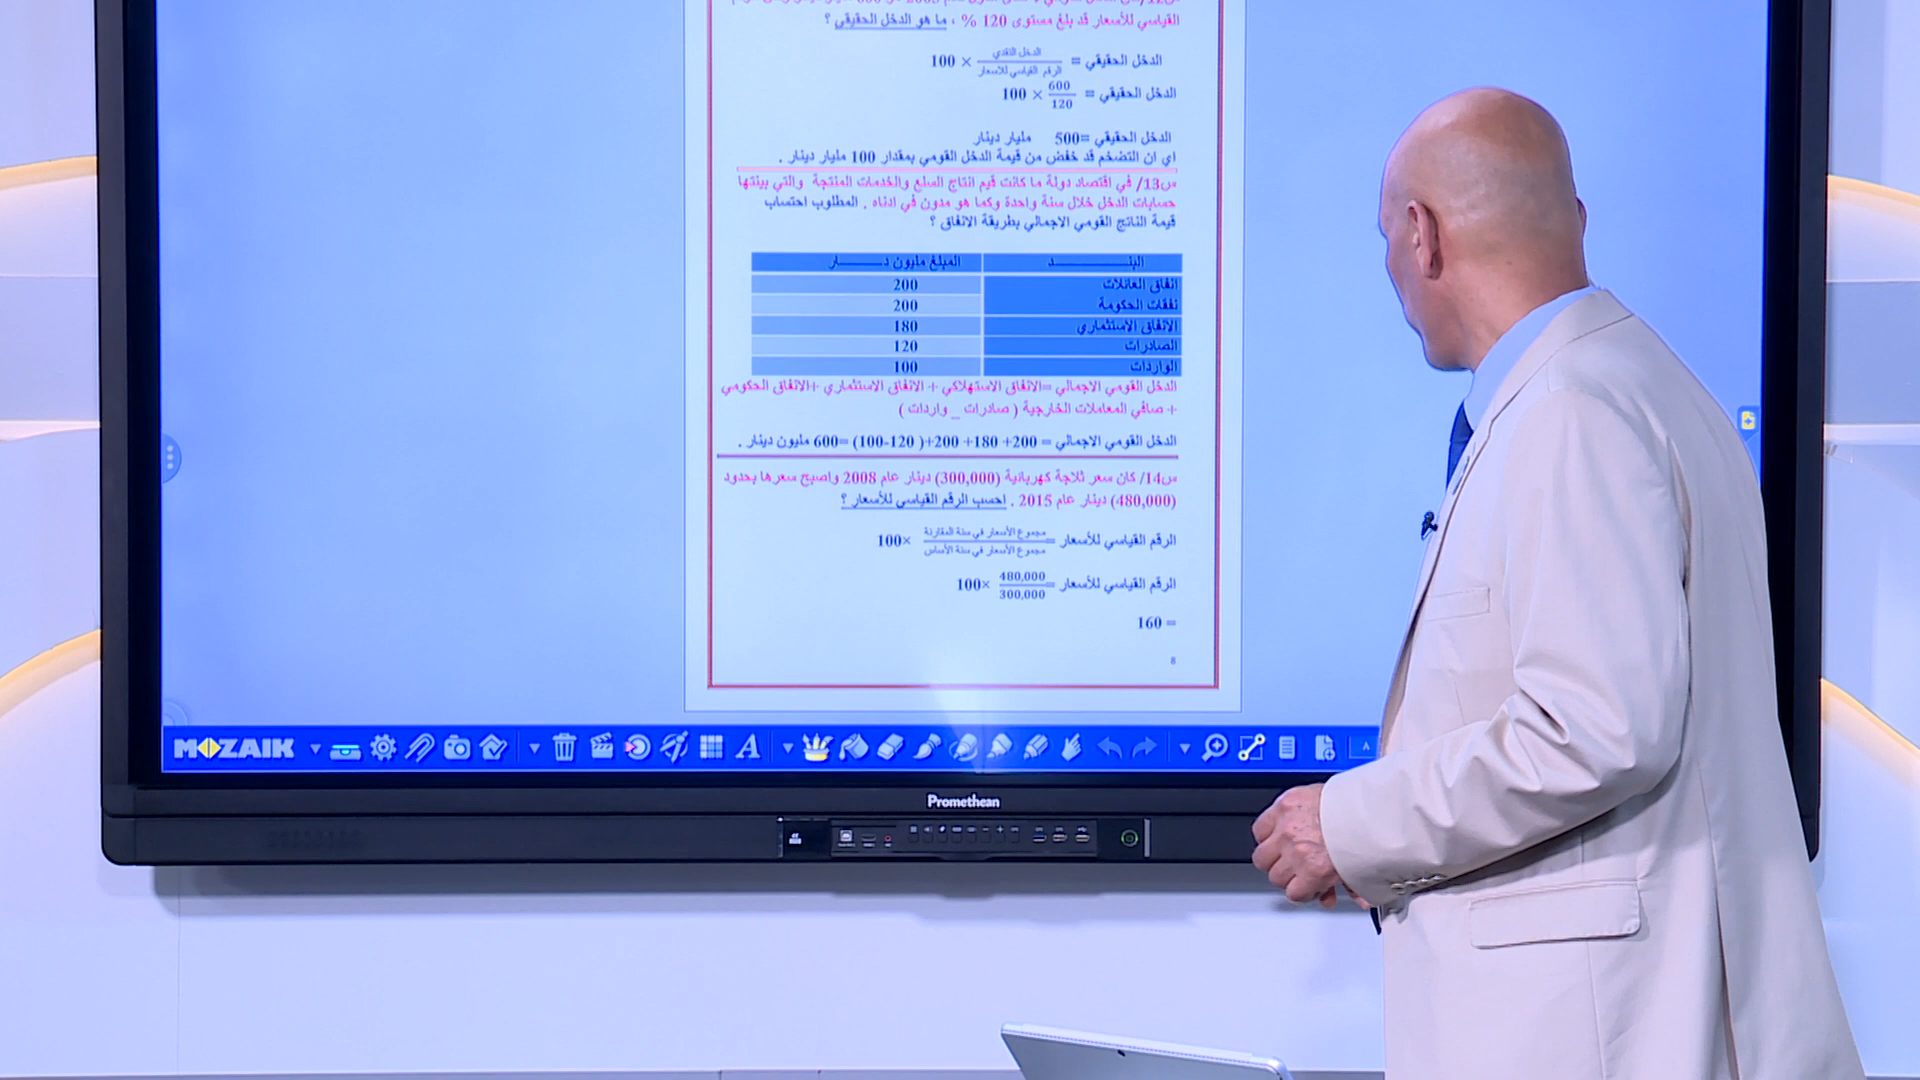 القياسي للأسعار قد بلغ مستوى 120 % ، ما هو الدخل الحقيقي ؟
الدخل الحقيقي = الدخل النقدي / الرقم القياسي للأسعار × 100
الدخل الحقيقي = 600 / 120 × 100
الدخل الحقيقي =500 مليار دينار
اي ان التضخم قد خفض من قيمة الدخل القومي بمقدار 100 مليار دينار .
س13/ في اقتصاد دولة ما كانت قيم انتاج السلع والخدمات المنتجة والتي بينتها
حسابات الدخل خلال سنة واحدة وكما هو مدون في ادناه . المطلوب احتساب
قيمة الناتج القومي الاجمالي بطريقة الانفاق ؟
البنـــــــد المبلغ مليون دـــــــار
انفاق العائلات 200
نفقات الحكومة 200
الانفاق الاستثماري 180
الصادرات 120
الواردات 100
الدخل القومي الاجمالي =الانفاق الاستهلاكي + الانفاق الاستثماري +الانفاق الحكومي
+ صافي المعاملات الخارجية ( صادرات _ واردات )
الدخل القومي الاجمالي = 200+ 180+ 200+( 120-100) =600 مليون دينار .
س14/ كان سعر ثلاجة كهربائية (300,000) دينار عام 2008 واصبح سعرها بحدود
(480,000) دينار عام 2015 . احسب الرقم القياسي للأسعار ؟
الرقم القياسي للأسعار = مجموع الأسعار في سنة المقارنة / مجموع الأسعار في سنة الأساس ×100
الرقم القياسي للأسعار = 480,000 / 300,000 ×100
= 160
8
MOZAIK
A
Promethean